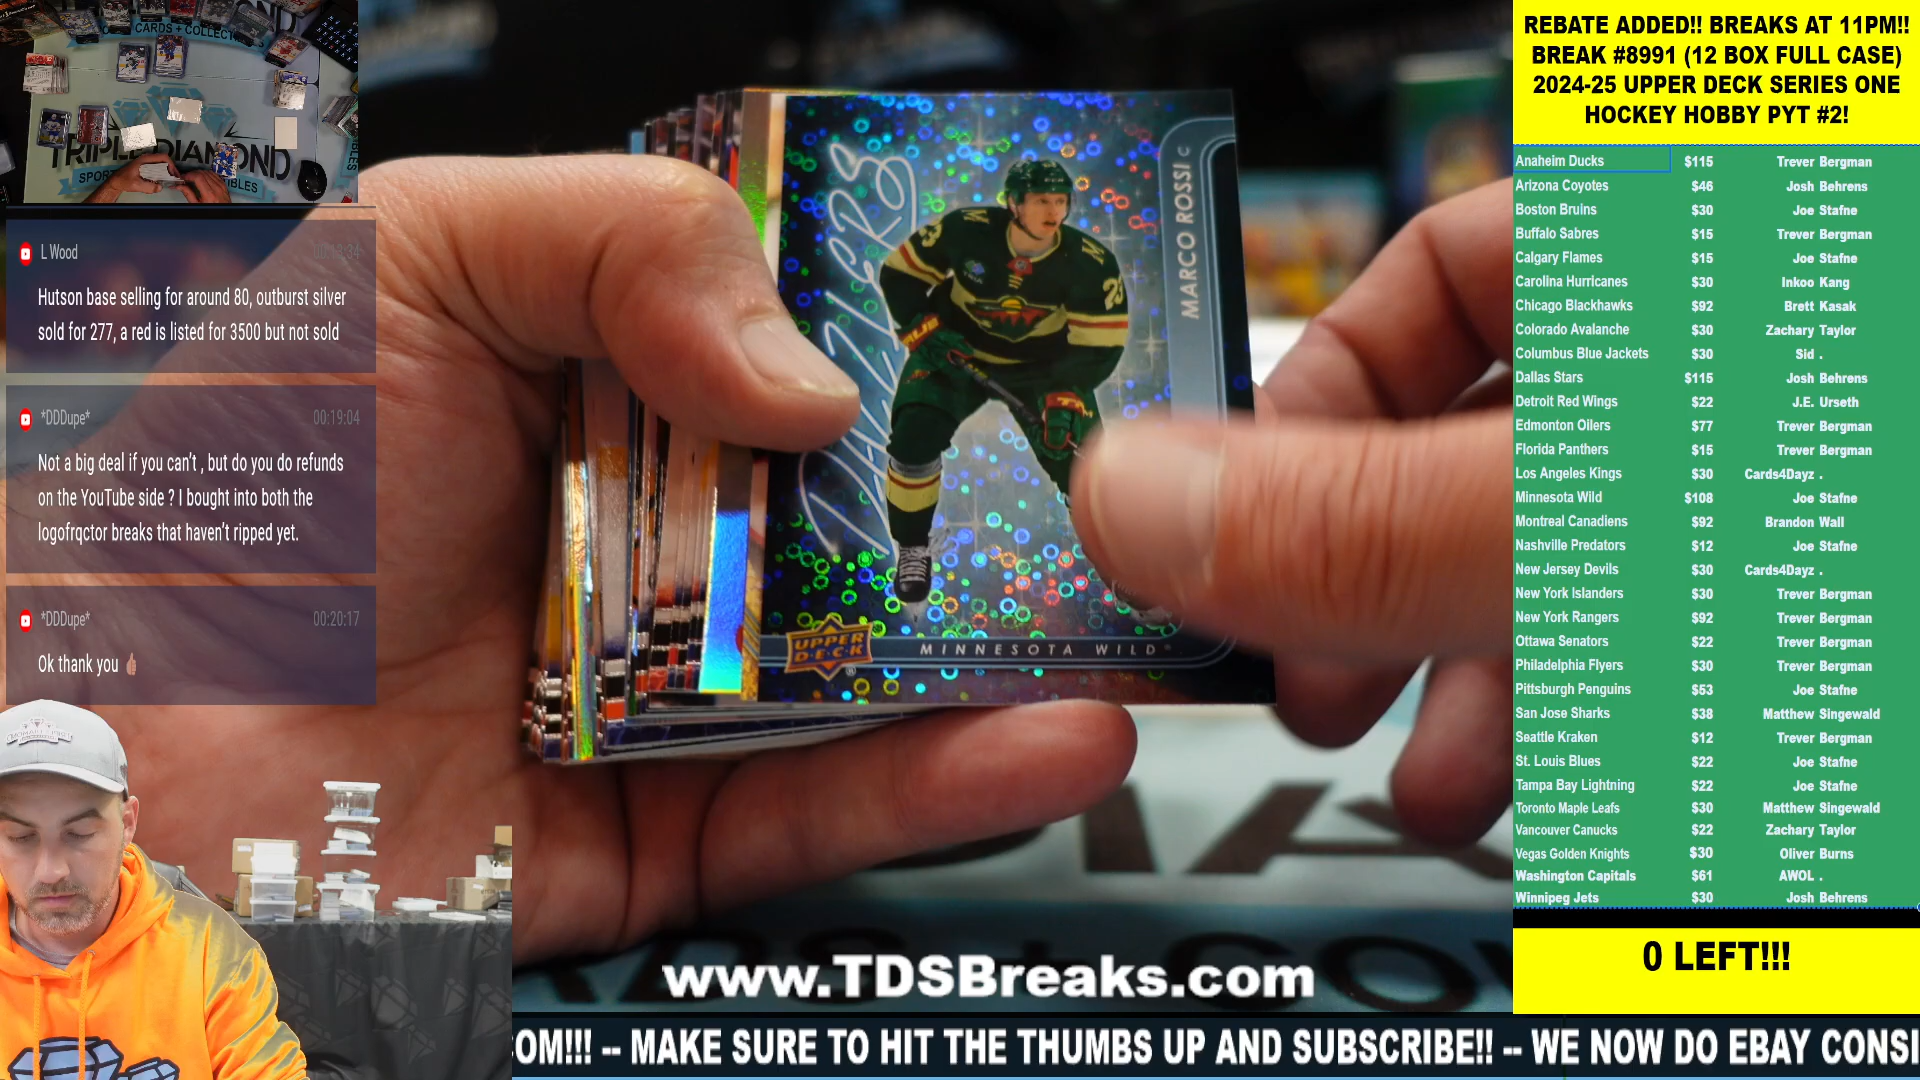 REBATE ADDED!! BREAKS AT 11PM!!
BREAK #8991 (12 BOX FULL CASE)
2024-25 UPPER DECK SERIES ONE
HOCKEY HOBBY PYT #2!
Anaheim Ducks $115 Trever Bergman
Arizona Coyotes $46 Josh Behrens
Boston Bruins $30 Joe Stafne
Buffalo Sabres $15 Trever Bergman
Calgary Flames $15 Joe Stafne
Carolina Hurricanes $30 Inkoo Kang
Chicago Blackhawks $92 Brett Kasak
Colorado Avalanche $30 Zachary Taylor
Columbus Blue Jackets $30 Sid .
Dallas Stars $115 Josh Behrens
Detroit Red Wings $22 J.E. Urseth
Edmonton Oilers $77 Trever Bergman
Florida Panthers $15 Trever Bergman
Los Angeles Kings $30 Cards4Dayz .
Minnesota Wild $108 Joe Stafne
Montreal Canadiens $92 Brandon Wall
Nashville Predators $12 Joe Stafne
New Jersey Devils $30 Cards4Dayz .
New York Islanders $30 Trever Bergman
New York Rangers $92 Trever Bergman
Ottawa Senators $22 Trever Bergman
Philadelphia Flyers $30 Trever Bergman
Pittsburgh Penguins $53 Joe Stafne
San Jose Sharks $38 Matthew Singewald
Seattle Kraken $12 Trever Bergman
St. Louis Blues $22 Joe Stafne
Tampa Bay Lightning $22 Joe Stafne
Toronto Maple Leafs $30 Matthew Singewald
Vancouver Canucks $22 Zachary Taylor
Vegas Golden Knights $30 Oliver Burns
Washington Capitals $61 AWOL .
Winnipeg Jets $30 Josh Behrens
0 LEFT!!!
L Wood 00:13:34
Hutson base selling for around 80, outburst silver
sold for 277, a red is listed for 3500 but not sold
*DDDupe* 00:19:04
Not a big deal if you can't , but do you do refunds
on the YouTube side ? I bought into both the
logofrqctor breaks that haven't ripped yet.
*DDDupe* 00:20:17
Ok thank you 👍🏼
CARDS + COLLECT
TRIPLE DIAMOND
Dazzlers
MARCO ROSSI C
UPPER
D·E·C·K
MINNESOTA WILD
www.TDSBreaks.com
COM!!! -- MAKE SURE TO HIT THE THUMBS UP AND SUBSCRIBE!! -- WE NOW DO EBAY CONSI